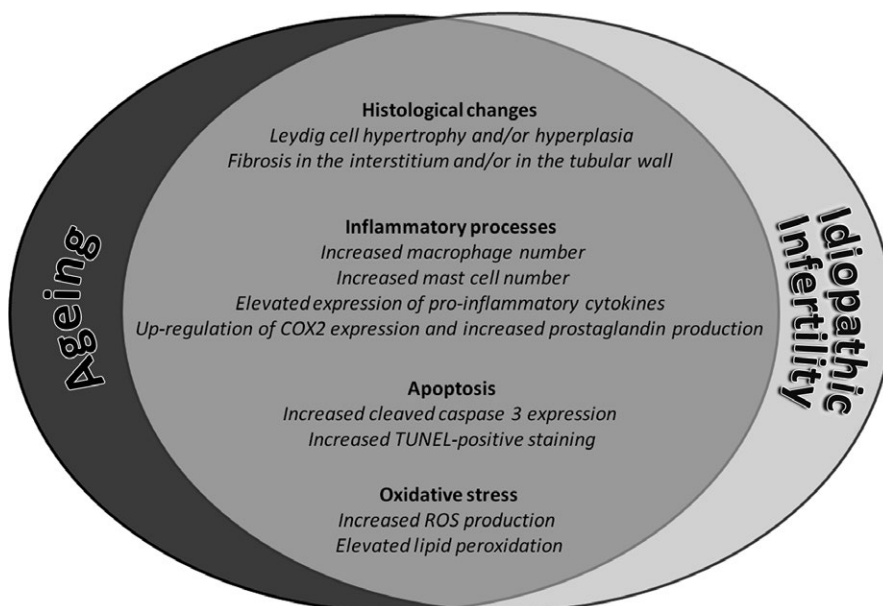 Histological changes
Leydig cell hypertrophy and/or hyperplasia
Fibrosis in the interstitium and/or in the tubular wall
Inflammatory processes
Increased macrophage number
Increased mast cell number
Elevated expression of pro-inflammatory cytokines
Up-regulation of COX2 expression and increased prostaglandin production
Apoptosis
Increased cleaved caspase 3 expression
Increased TUNEL-positive staining
Oxidative stress
Increased ROS production
Elevated lipid peroxidation
Ageing
Idiopathic
Infertility